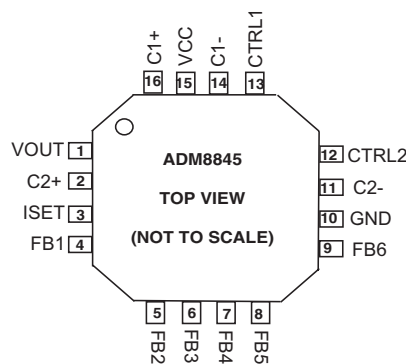 C1+ VCC C1- CTRL1
16 15 14 13
VOUT 1
C2+ 2
ISET 3
FB1 4
ADM8845
TOP VIEW
(NOT TO SCALE)
12 CTRL2
11 C2-
10 GND
9 FB6
5 6 7 8
FB2 FB3 FB4 FB5